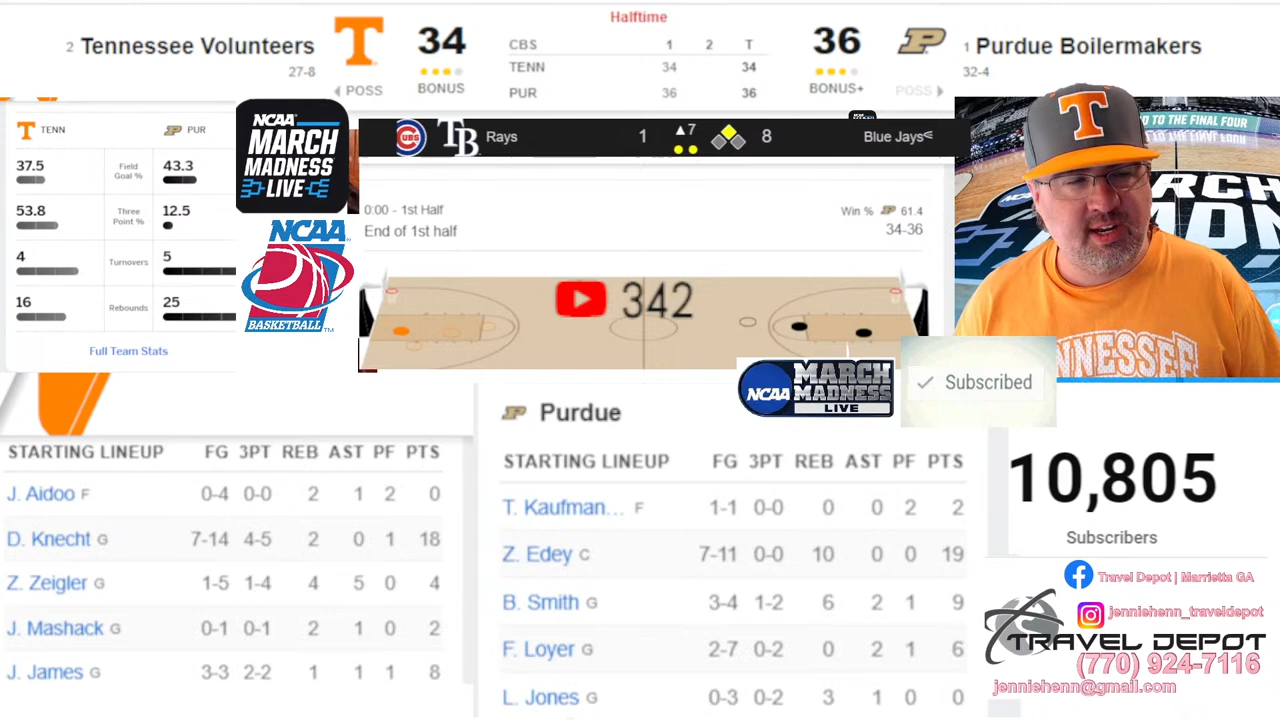 Halftime
2 Tennessee Volunteers
27-8
T
34
BONUS
POSS
CBS 1 2 T
TENN 34 34
PUR 36 36
36
BONUS+
P
POSS
1 Purdue Boilermakers
32-4
TENN PUR
37.5 Field Goal % 43.3
53.8 Three Point % 12.5
4 Turnovers 5
16 Rebounds 25
Full Team Stats
NCAA
MARCH
MADNESS
LIVE
NCAA
BASKETBALL™
CUBS TB Rays 1 ▲7 8 Blue Jays
0:00 - 1st Half
End of 1st half
Win % P 61.4
34-36
342
NCAA MARCH MADNESS LIVE
TO THE FINAL FOUR
T
TENNESSEE
✓ Subscribed
10,805
Subscribers
STARTING LINEUP FG 3PT REB AST PF PTS
J. Aidoo F 0-4 0-0 2 1 2 0
D. Knecht G 7-14 4-5 2 0 1 18
Z. Zeigler G 1-5 1-4 4 5 0 4
J. Mashack G 0-1 0-1 2 1 0 2
J. James G 3-3 2-2 1 1 1 8
P Purdue
STARTING LINEUP FG 3PT REB AST PF PTS
T. Kaufman... F 1-1 0-0 0 0 2 2
Z. Edey C 7-11 0-0 10 0 0 19
B. Smith G 3-4 1-2 6 2 1 9
F. Loyer G 2-7 0-2 0 2 1 6
L. Jones G 0-3 0-2 3 1 0 0
Travel Depot | Marrietta GA
jenniehenn_traveldepot
TRAVEL DEPOT
(770) 924-7116
jenniehenn@gmail.com